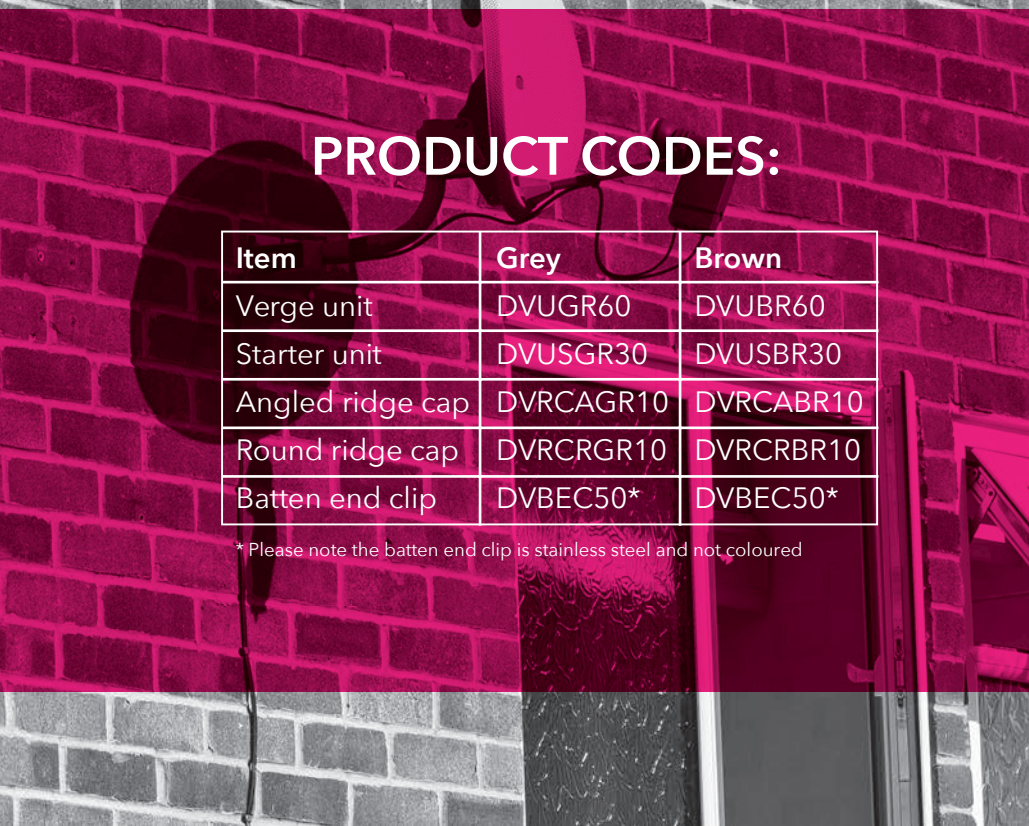 PRODUCT CODES:
Item Grey Brown
Verge unit DVUGR60 DVUBR60
Starter unit DVUSGR30 DVUSBR30
Angled ridge cap DVRCAGR10 DVRCABR10
Round ridge cap DVRCRGR10 DVRCRBR10
Batten end clip DVBEC50* DVBEC50*
* Please note the batten end clip is stainless steel and not coloured